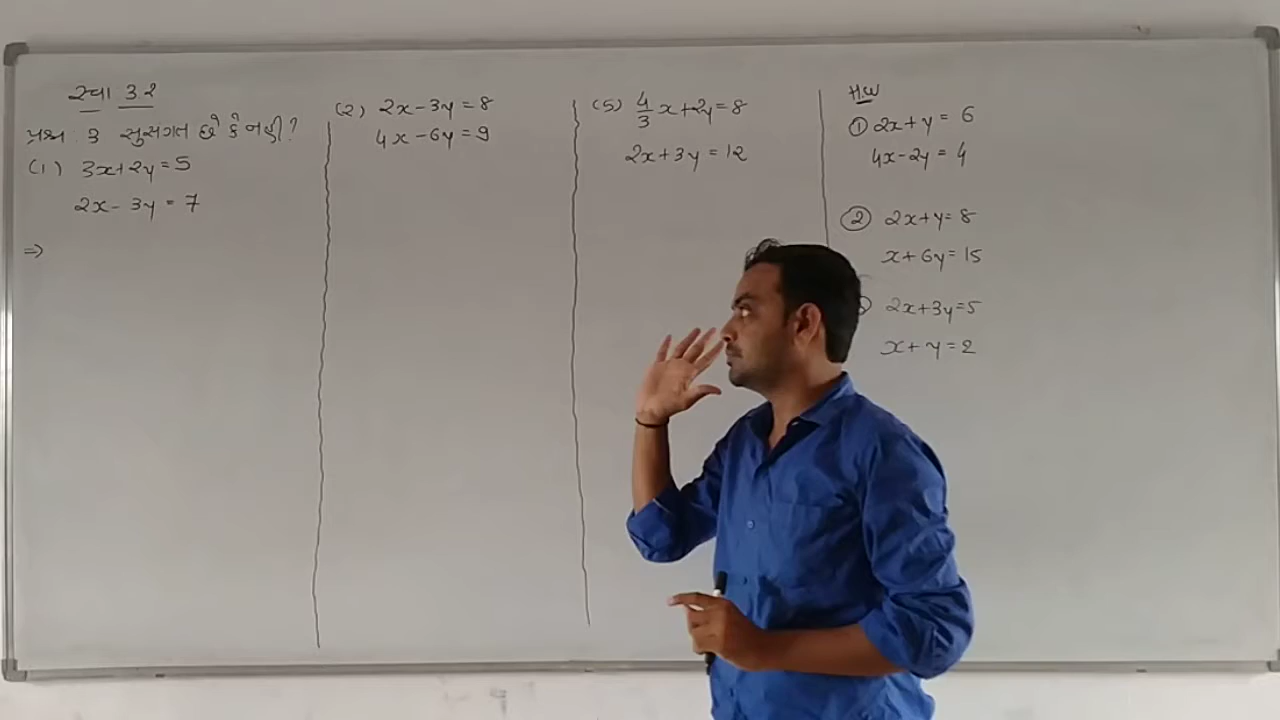 સ્વા 3.2
પ્રશ્ન : 3 સુસંગત છે કે નહી?
(1) 3x+2y=5
2x-3y=7
⇒
(2) 2x-3y=8
4x-6y=9
(5) 4/3 x+2y=8
2x+3y=12
H.W
① 2x+y=6
4x-2y=4
② 2x+y=8
x+6y=15
2x+3y=5
x+y=2